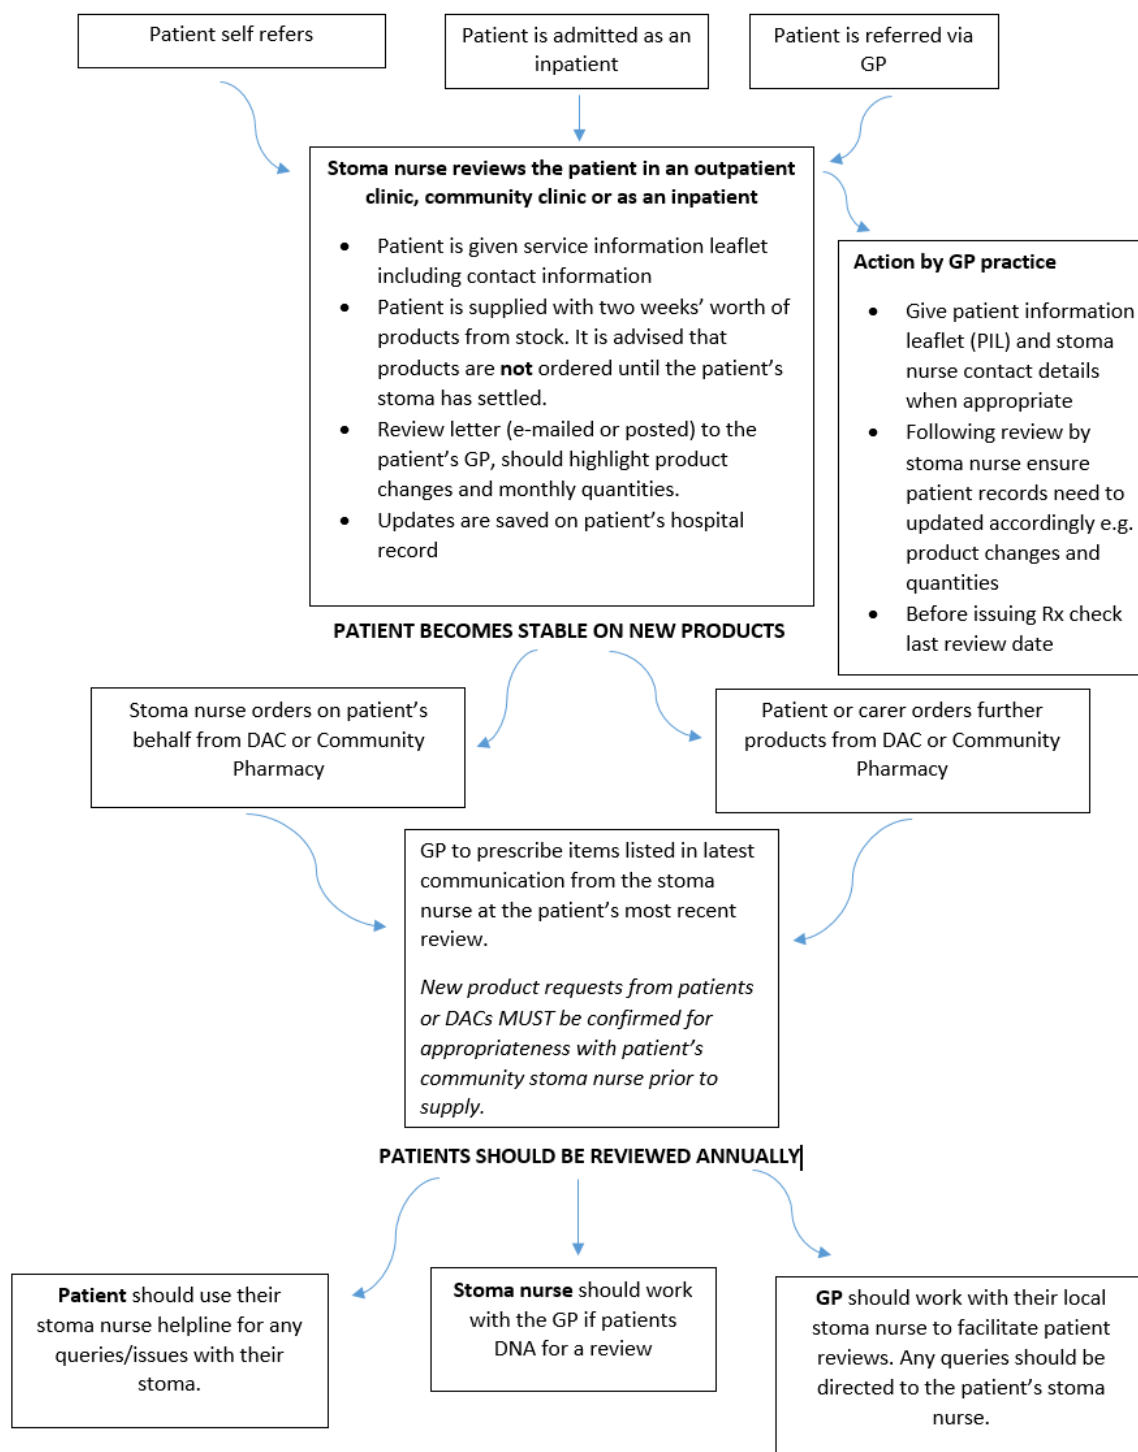 Patient self refers
Patient is admitted as an
inpatient
Patient is referred via
GP
Stoma nurse reviews the patient in an outpatient
clinic, community clinic or as an inpatient
• Patient is given service information leaflet
including contact information
• Patient is supplied with two weeks’ worth of
products from stock. It is advised that
products are not ordered until the patient’s
stoma has settled.
• Review letter (e-mailed or posted) to the
patient’s GP, should highlight product
changes and monthly quantities.
• Updates are saved on patient’s hospital
record
Action by GP practice
• Give patient information
leaflet (PIL) and stoma
nurse contact details
when appropriate
• Following review by
stoma nurse ensure
patient records need to
updated accordingly e.g.
product changes and
quantities
• Before issuing Rx check
last review date
PATIENT BECOMES STABLE ON NEW PRODUCTS
Stoma nurse orders on patient’s
behalf from DAC or Community
Pharmacy
Patient or carer orders further
products from DAC or Community
Pharmacy
GP to prescribe items listed in latest
communication from the stoma
nurse at the patient’s most recent
review.
New product requests from patients
or DACs MUST be confirmed for
appropriateness with patient’s
community stoma nurse prior to
supply.
PATIENTS SHOULD BE REVIEWED ANNUALLY
Patient should use their
stoma nurse helpline for any
queries/issues with their
stoma.
Stoma nurse should work
with the GP if patients
DNA for a review
GP should work with their local
stoma nurse to facilitate patient
reviews. Any queries should be
directed to the patient’s stoma
nurse.